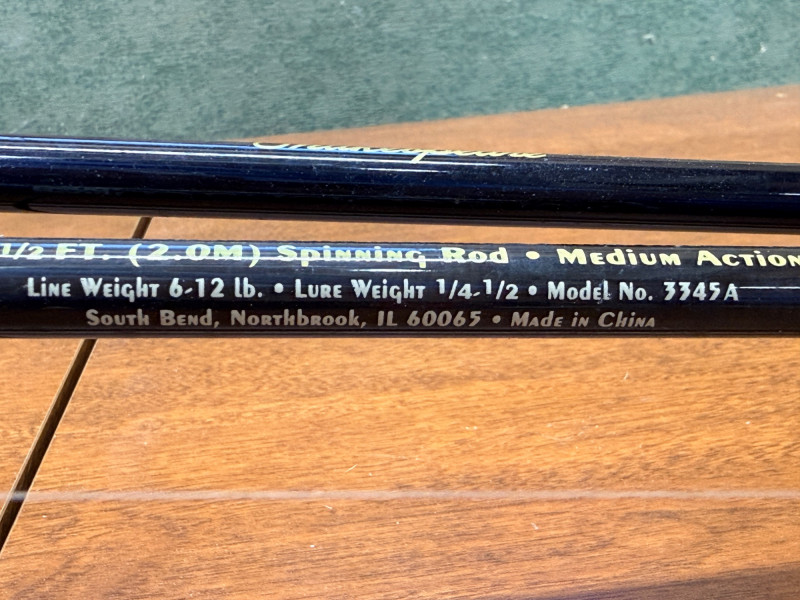 Shakespeare
1/2 FT. (2.0M) Spinning Rod • Medium Action
Line Weight 6-12 lb. • Lure Weight 1/4-1/2 • Model No. 3345A
South Bend, Northbrook, IL 60065 • Made in China